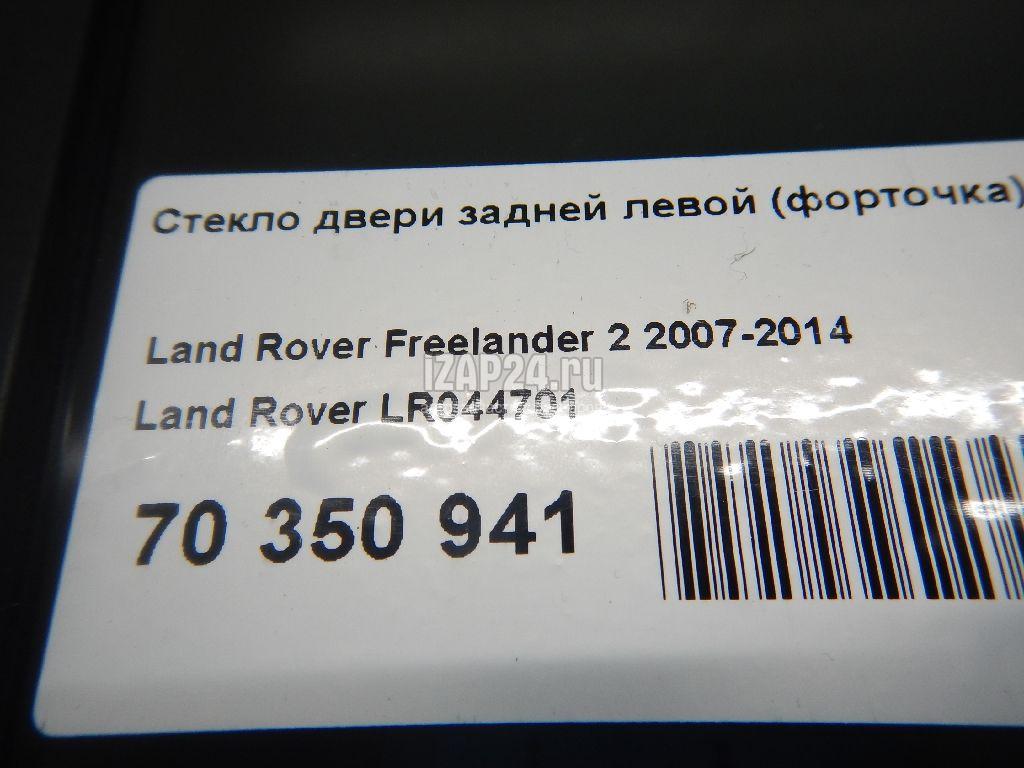 Стекло двери задней левой (форточка)
Land Rover Freelander 2 2007-2014
IZAP24.ru
Land Rover LR044701
70 350 941